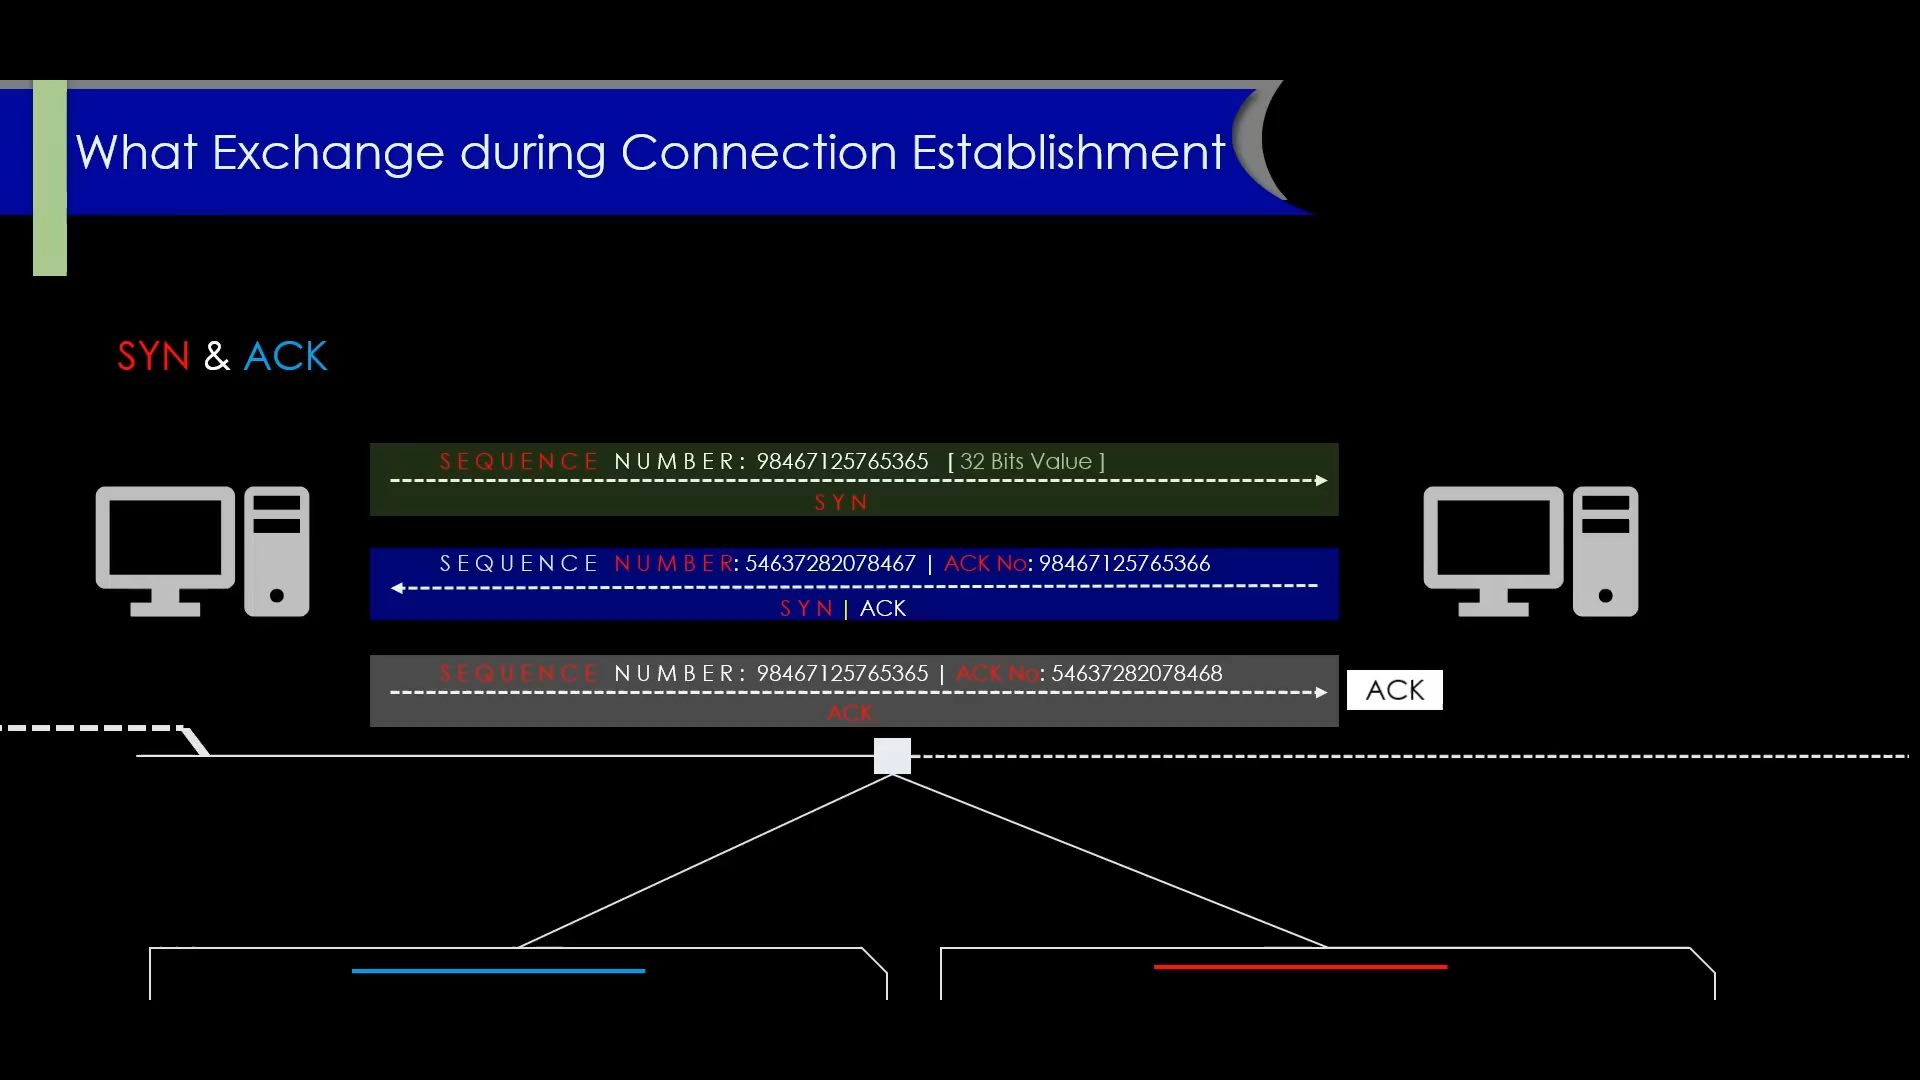 What Exchange during Connection Establishment
SYN & ACK
SEQUENCE NUMBER: 98467125765365 [ 32 Bits Value ]
SYN
SEQUENCE NUMBER: 54637282078467 | ACK No: 98467125765366
SYN | ACK
SEQUENCE NUMBER: 98467125765365 | ACK No: 54637282078468
ACK
ACK